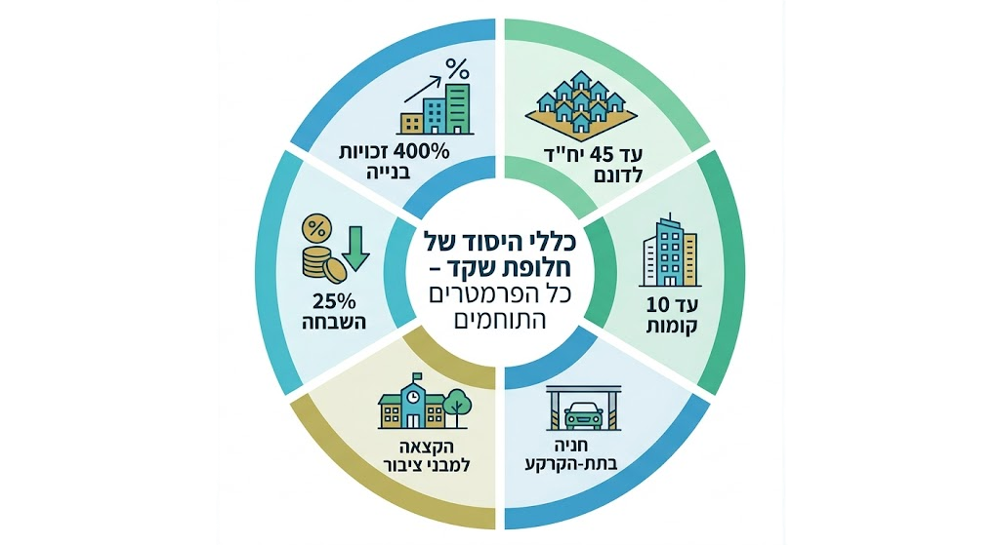 כללי היסוד של
חלופת שקד –
כל הפרמטרים
התוחמים
%
עד 45 יח"ד
לדונם
עד 10
קומות
חניה
בתת-הקרקע
הקצאה
למבני ציבור
%
25%
השבחה
400% זכויות
בנייה